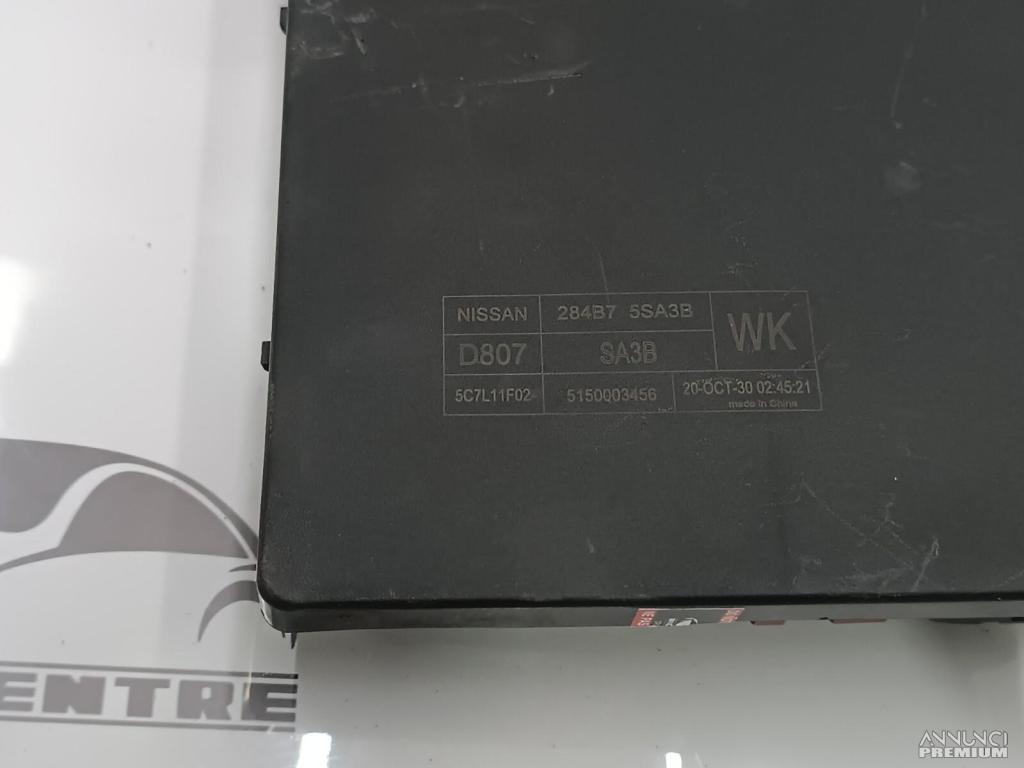 NISSAN 284B7 5SA3B WK
D807 SA3B
5C7L11F02 5150003456 20-OCT-30 02:45:21
made in China
ENTRE
ANNUNCI
PREMIUM